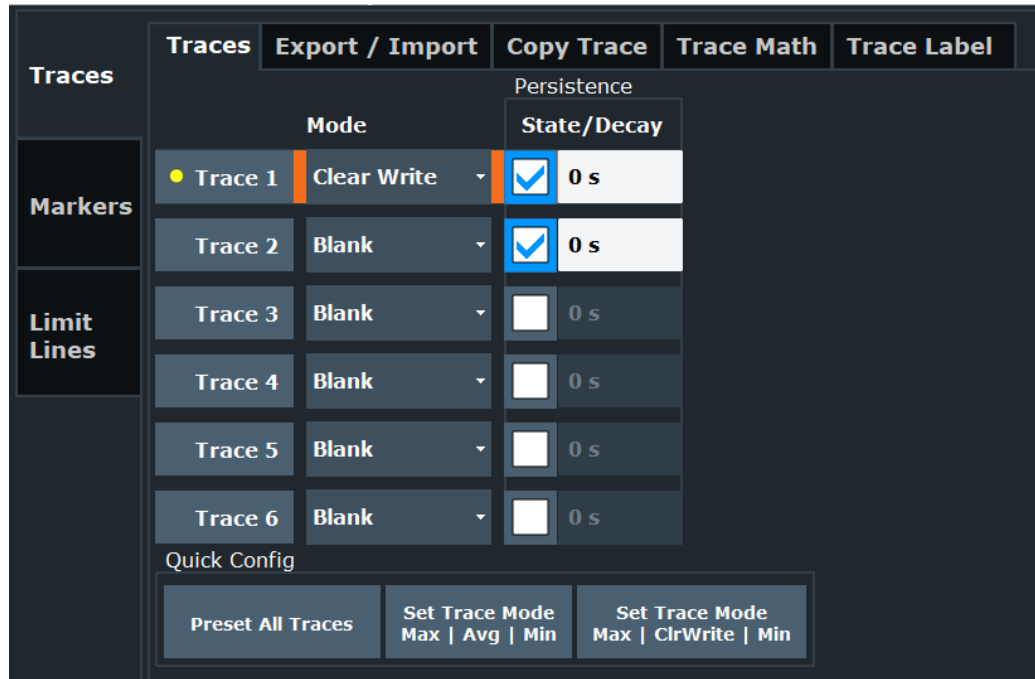 Traces
Markers
Limit
Lines
Traces Export / Import Copy Trace Trace Math Trace Label
Persistence
Mode State/Decay
Trace 1 Clear Write 0 s
Trace 2 Blank 0 s
Trace 3 Blank 0 s
Trace 4 Blank 0 s
Trace 5 Blank 0 s
Trace 6 Blank 0 s
Quick Config
Preset All Traces
Set Trace Mode
Max | Avg | Min
Set Trace Mode
Max | ClrWrite | Min